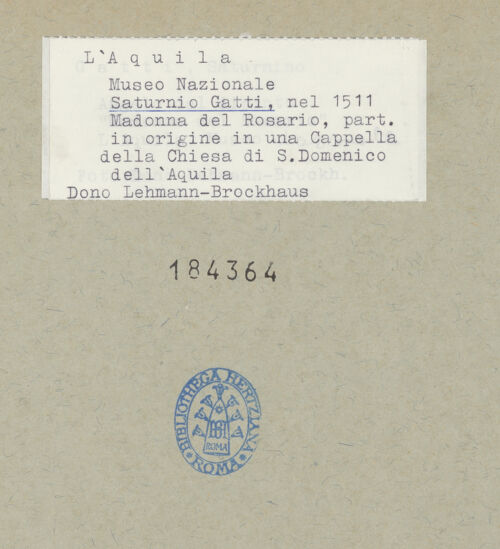 L`Aquila
Museo Nazionale
Saturnio Gatti, nel 1511
Madonna del Rosario, part.
in origine in una Cappella
della Chiesa di S.Domenico
dell`Aquila
Dono Lehmann-Brockhaus
184364
BIBLIOTHECA HERTZIANA
ROMA
ROMA